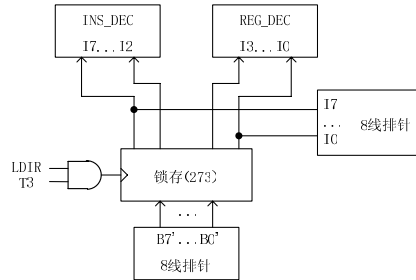 INS_DEC
I7...I2
REG_DEC
I3...I0
I7
...
I0
8线排针
LDIR
T3
锁存(273)
...
B7'...B0'
8线排针